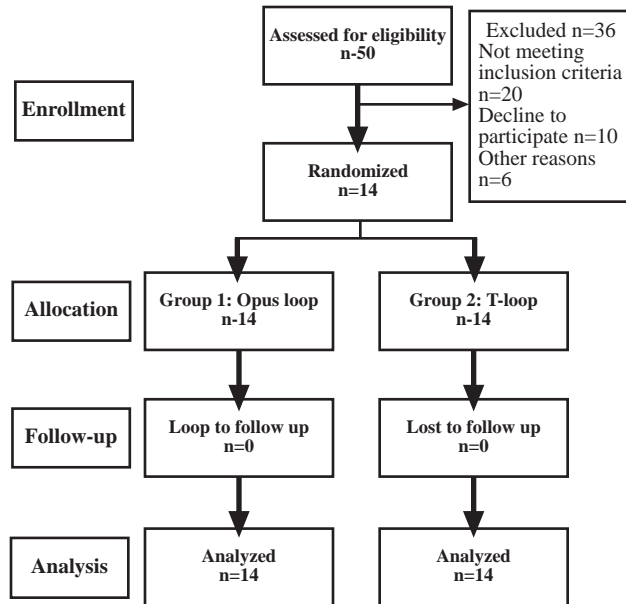 Assessed for eligibility
n-50
Excluded n=36
Not meeting
inclusion criteria
n=20
Decline to
participate n=10
Other reasons
n=6
Enrollment
Randomized
n=14
Allocation
Group 1: Opus loop
n-14
Group 2: T-loop
n-14
Follow-up
Loop to follow up
n=0
Lost to follow up
n=0
Analysis
Analyzed
n=14
Analyzed
n=14